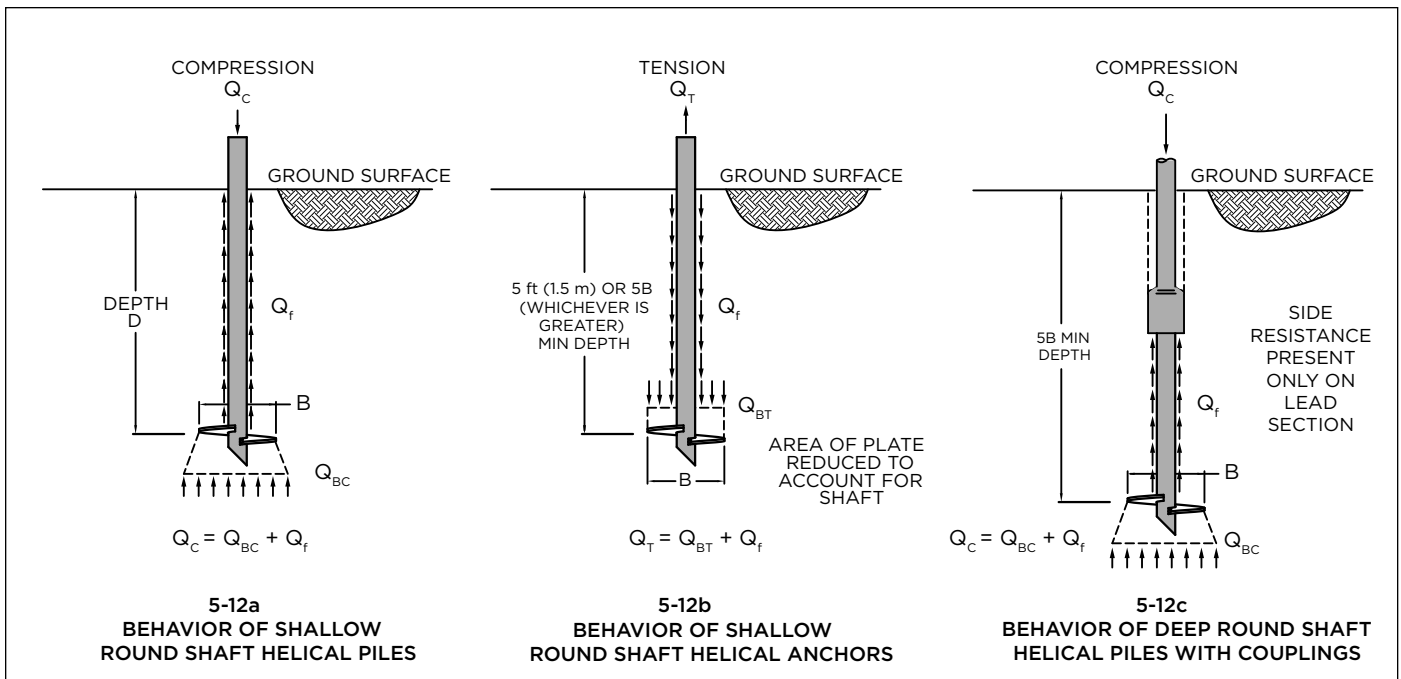 COMPRESSION
Q_C
GROUND SURFACE
DEPTH
D
Q_f
B
Q_BC
Q_C = Q_BC + Q_f
5-12a
BEHAVIOR OF SHALLOW
ROUND SHAFT HELICAL PILES
TENSION
Q_T
GROUND SURFACE
5 ft (1.5 m) OR 5B
(WHICHEVER IS
GREATER)
MIN DEPTH
Q_f
Q_BT
B
AREA OF PLATE
REDUCED TO
ACCOUNT FOR
SHAFT
Q_T = Q_BT + Q_f
5-12b
BEHAVIOR OF SHALLOW
ROUND SHAFT HELICAL ANCHORS
COMPRESSION
Q_C
GROUND SURFACE
5B MIN
DEPTH
SIDE
RESISTANCE
PRESENT
ONLY ON
LEAD
SECTION
Q_f
B
Q_C = Q_BC + Q_f
Q_BC
5-12c
BEHAVIOR OF DEEP ROUND SHAFT
HELICAL PILES WITH COUPLINGS